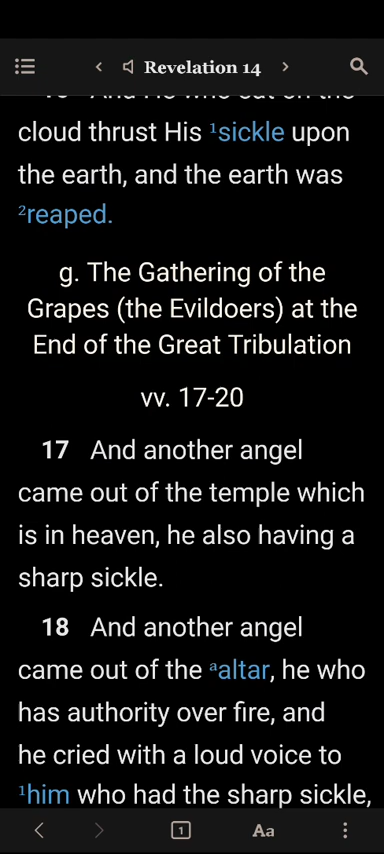 Revelation 14
cloud thrust His ¹sickle upon
the earth, and the earth was
²reaped.
g. The Gathering of the
Grapes (the Evildoers) at the
End of the Great Tribulation
vv. 17-20
17 And another angel
came out of the temple which
is in heaven, he also having a
sharp sickle.
18 And another angel
came out of the ᵃaltar, he who
has authority over fire, and
he cried with a loud voice to
¹him who had the sharp sickle,
1
Aa